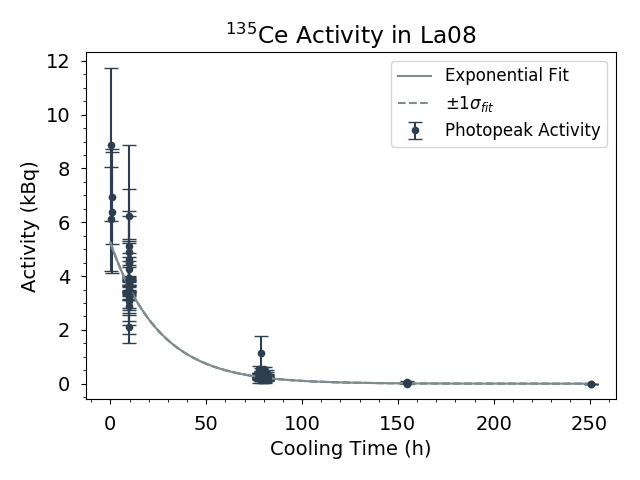 ¹³⁵Ce Activity in La08
12
10
8
6
4
2
0
Activity (kBq)
Exponential Fit
±1σ_fit
Photopeak Activity
0 50 100 150 200 250
Cooling Time (h)